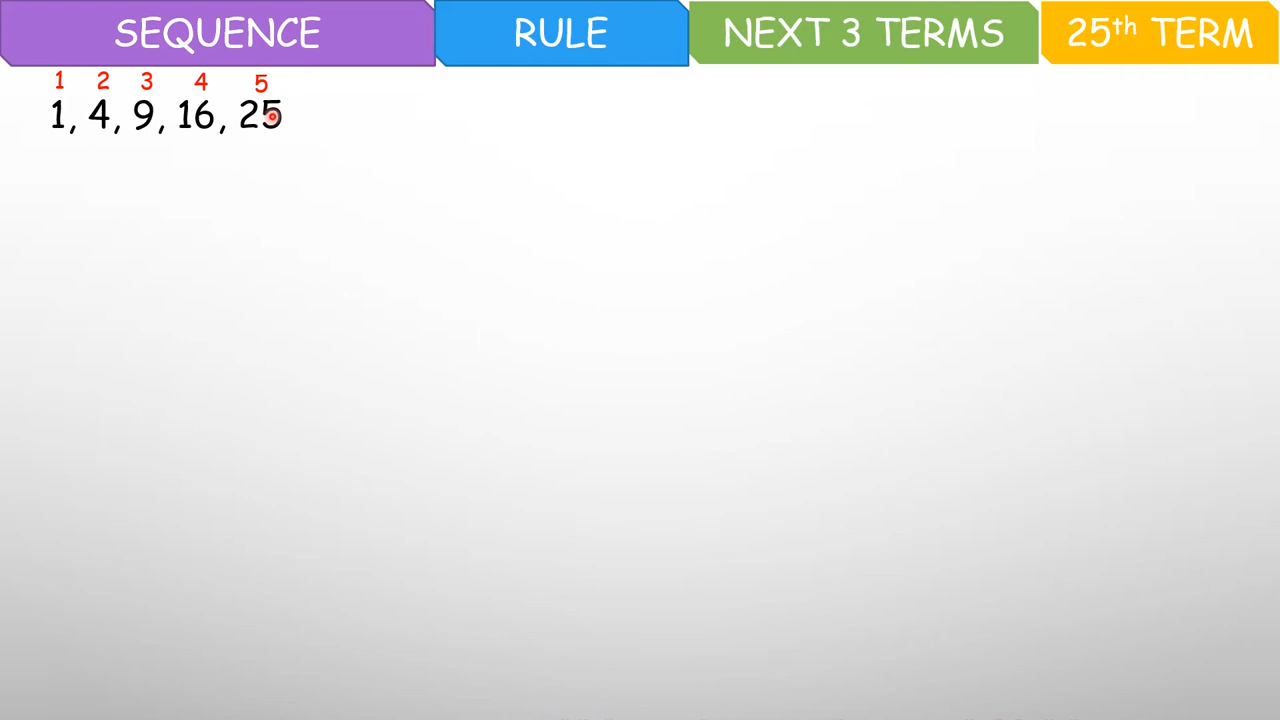 SEQUENCE
RULE
NEXT 3 TERMS
25th TERM
1 2 3 4 5
1, 4, 9, 16, 25